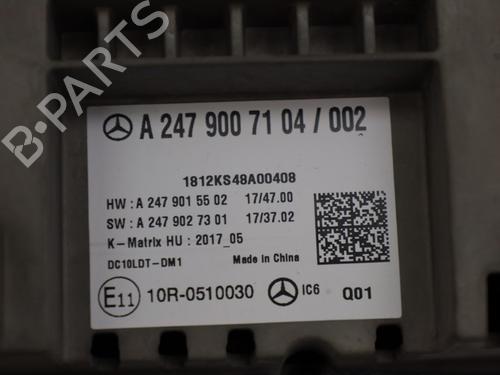 A 247 900 71 04 / 002
1812KS48A00408
HW : A 247 901 55 02 17/47.00
SW : A 247 902 73 01 17/37.02
K-Matrix HU : 2017_05
DC10LDT-DM1 Made in China
E11 10R-0510030 IC6 Q01
B-PARTS